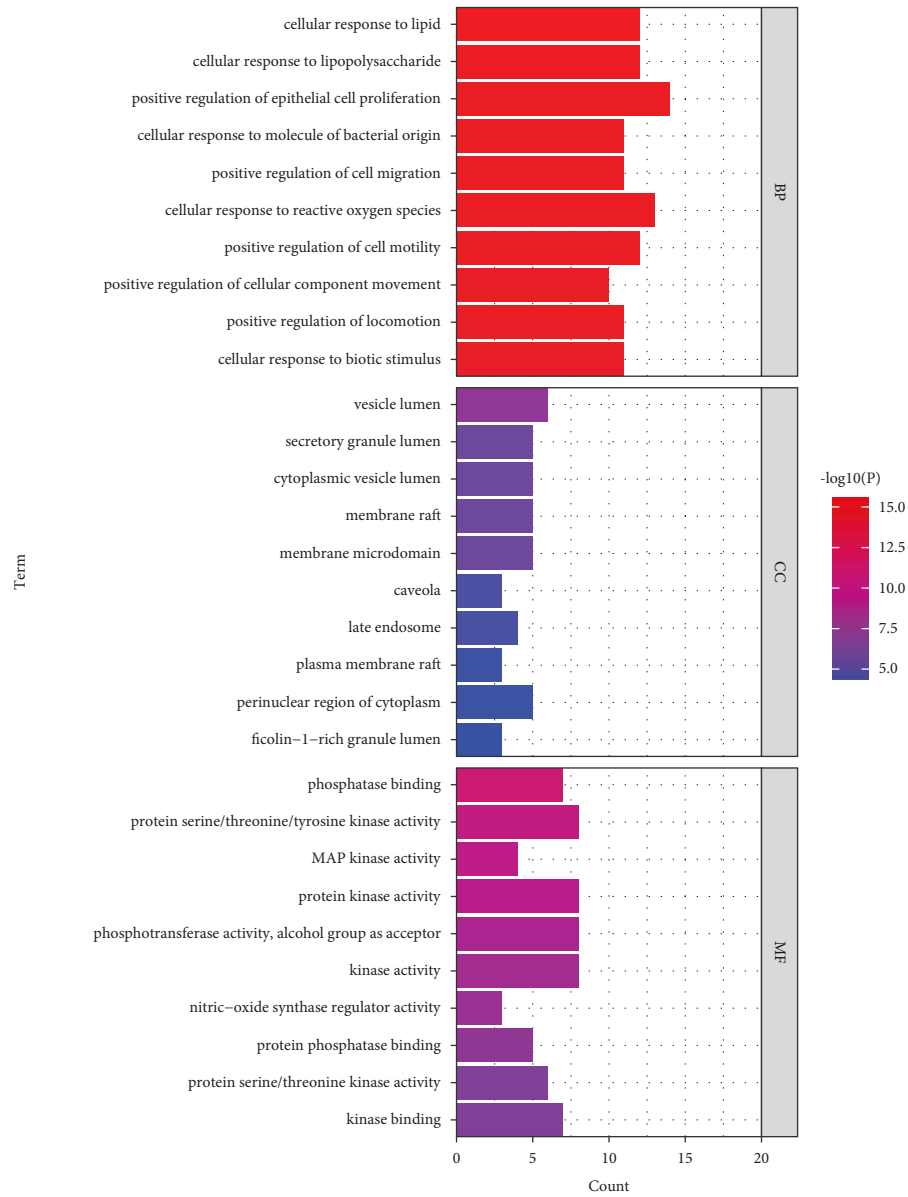 cellular response to lipid
cellular response to lipopolysaccharide
positive regulation of epithelial cell proliferation
cellular response to molecule of bacterial origin
positive regulation of cell migration
cellular response to reactive oxygen species
positive regulation of cell motility
positive regulation of cellular component movement
positive regulation of locomotion
cellular response to biotic stimulus
BP
vesicle lumen
secretory granule lumen
cytoplasmic vesicle lumen
membrane raft
membrane microdomain
caveola
late endosome
plasma membrane raft
perinuclear region of cytoplasm
ficolin−1−rich granule lumen
CC
phosphatase binding
protein serine/threonine/tyrosine kinase activity
MAP kinase activity
protein kinase activity
phosphotransferase activity, alcohol group as acceptor
kinase activity
nitric−oxide synthase regulator activity
protein phosphatase binding
protein serine/threonine kinase activity
kinase binding
MF
Term
0 5 10 15 20
Count
-log10(P)
15.0
12.5
10.0
7.5
5.0